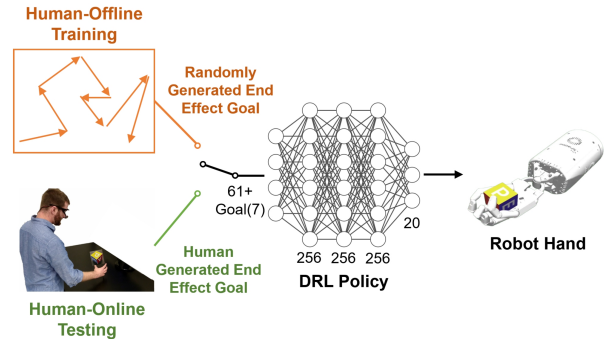 Human-Offline
Training
Randomly
Generated End
Effect Goal
61+
Goal(7)
Human
Generated End
Effect Goal
Human-Online
Testing
256 256 256
20
DRL Policy
Robot Hand